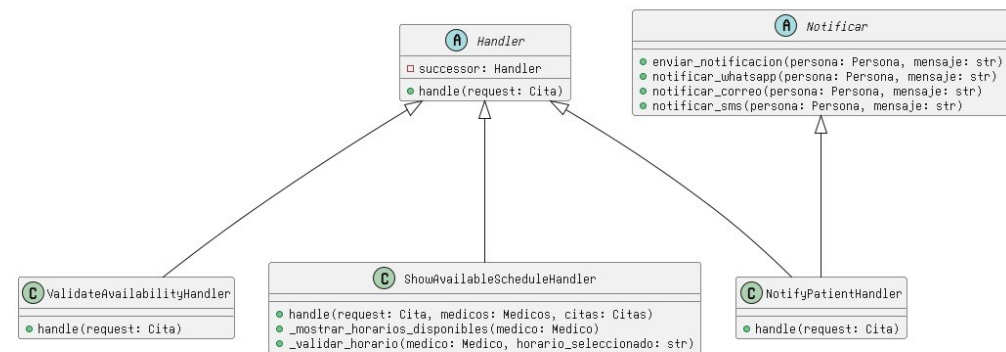 A Handler
successor: Handler
handle(request: Cita)
A Notificar
enviar_notificacion(persona: Persona, mensaje: str)
notificar_whatsapp(persona: Persona, mensaje: str)
notificar_correo(persona: Persona, mensaje: str)
notificar_sms(persona: Persona, mensaje: str)
C ValidateAvailabilityHandler
handle(request: Cita)
C ShowAvailableScheduleHandler
handle(request: Cita, medicos: Medicos, citas: Citas)
_mostrar_horarios_disponibles(medico: Medico)
_validar_horario(medico: Medico, horario_seleccionado: str)
C NotifyPatientHandler
handle(request: Cita)